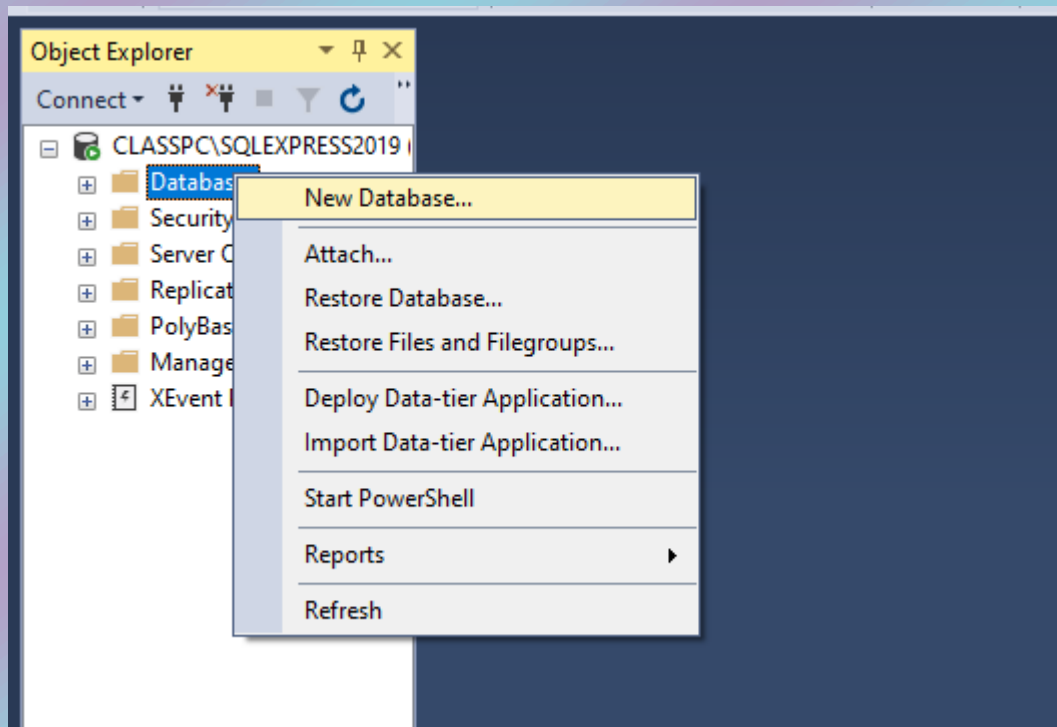 Object Explorer
Connect
CLASSPC\SQLEXPRESS2019 (
Databas
New Database...
Security
Attach...
Server O
Restore Database...
Replicat
Restore Files and Filegroups...
PolyBas
Manage
Deploy Data-tier Application...
XEvent
Import Data-tier Application...
Start PowerShell
Reports
Refresh